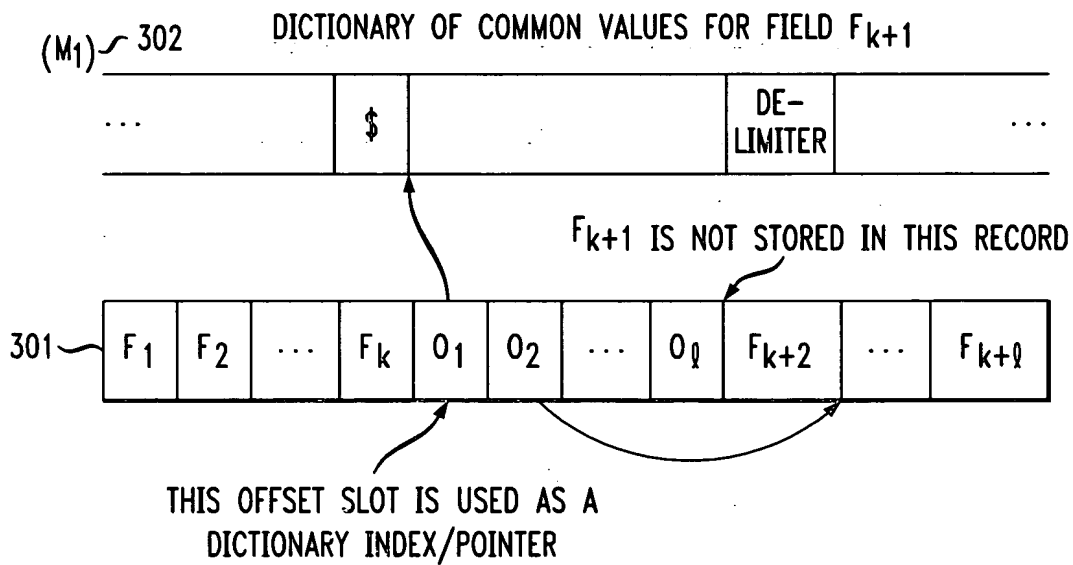 (M1) 302 DICTIONARY OF COMMON VALUES FOR FIELD Fk+1
... $ DE-
LIMITER ...
Fk+1 IS NOT STORED IN THIS RECORD
301 F1 F2 ... Fk O1 O2 ... Oℓ Fk+2 ... Fk+ℓ
THIS OFFSET SLOT IS USED AS A
DICTIONARY INDEX/POINTER